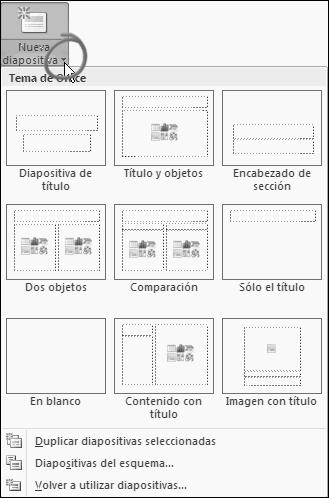 Nueva
diapositiva
Tema de Office
Diapositiva de
título
Título y objetos
Encabezado de
sección
Dos objetos
Comparación
Sólo el título
En blanco
Contenido con
título
Imagen con título
Duplicar diapositivas seleccionadas
Diapositivas del esquema...
Volver a utilizar diapositivas...